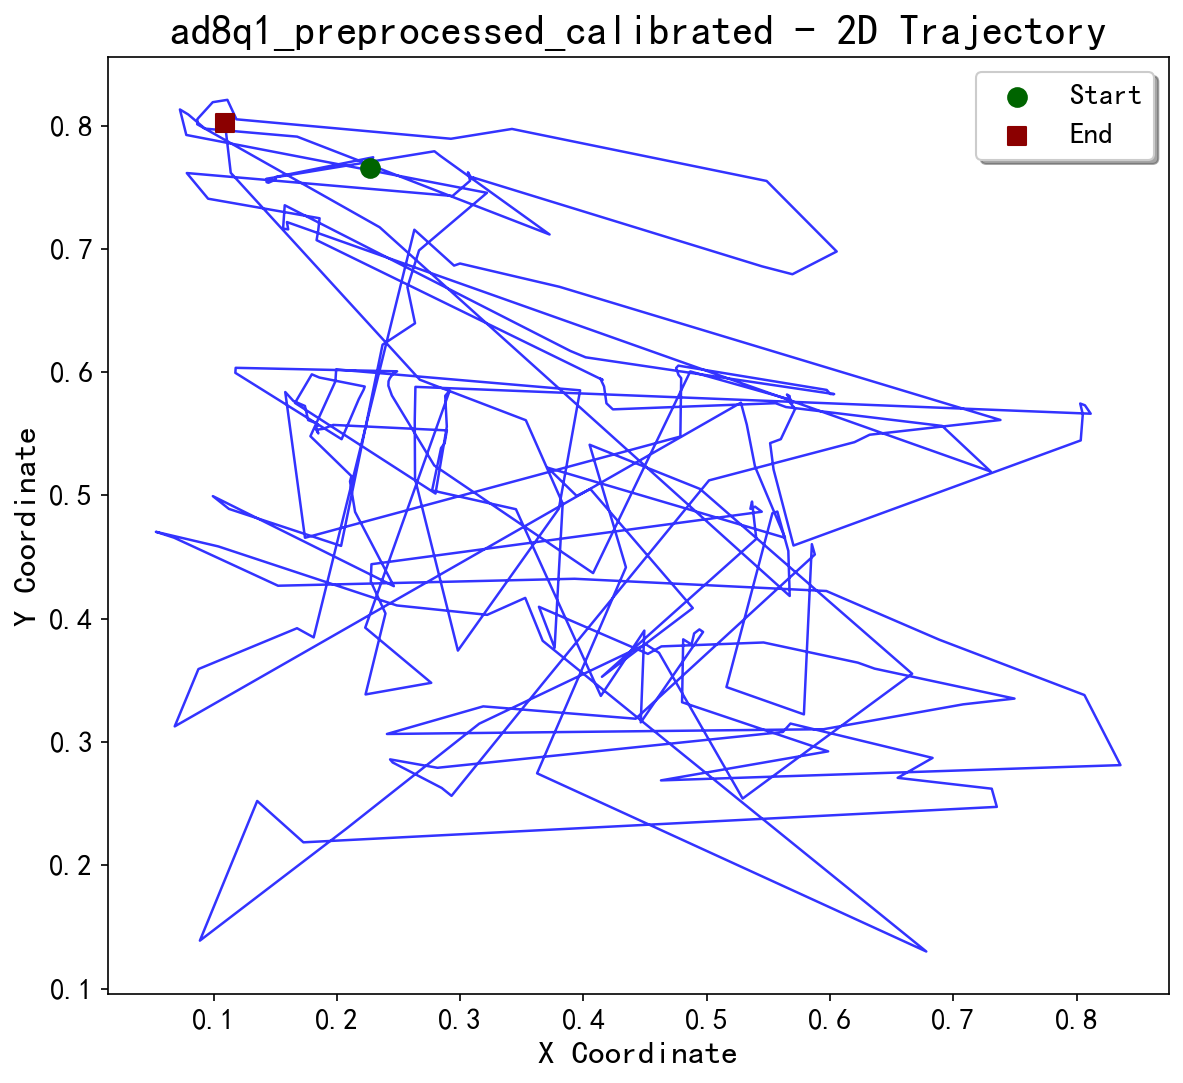 ad8q1_preprocessed_calibrated - 2D Trajectory
Start
End
Y Coordinate
0.8
0.7
0.6
0.5
0.4
0.3
0.2
0.1
0.1 0.2 0.3 0.4 0.5 0.6 0.7 0.8
X Coordinate